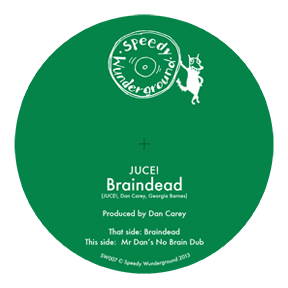 Speedy
Wunderground
JUCE!
Braindead
(JUCE!, Dan Carey, Georgia Barnes)
Produced by Dan Carey
That side: Braindead
This side: Mr Dan's No Brain Dub
SW007 © Speedy Wunderground 2013